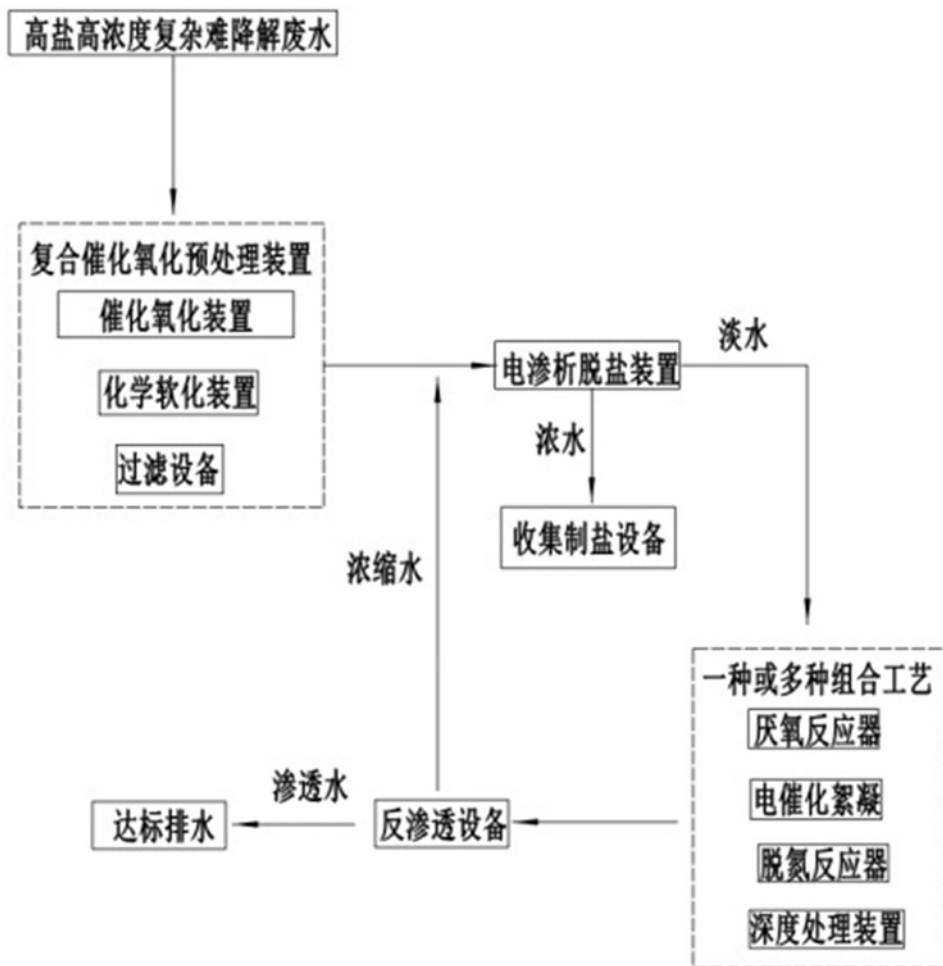 高盐高浓度复杂难降解废水
复合催化氧化预处理装置
催化氧化装置
化学软化装置
过滤设备
电渗析脱盐装置
淡水
浓水
收集制盐设备
浓缩水
一种或多种组合工艺
厌氧反应器
电催化絮凝
脱氮反应器
深度处理装置
反渗透设备
渗透水
达标排水